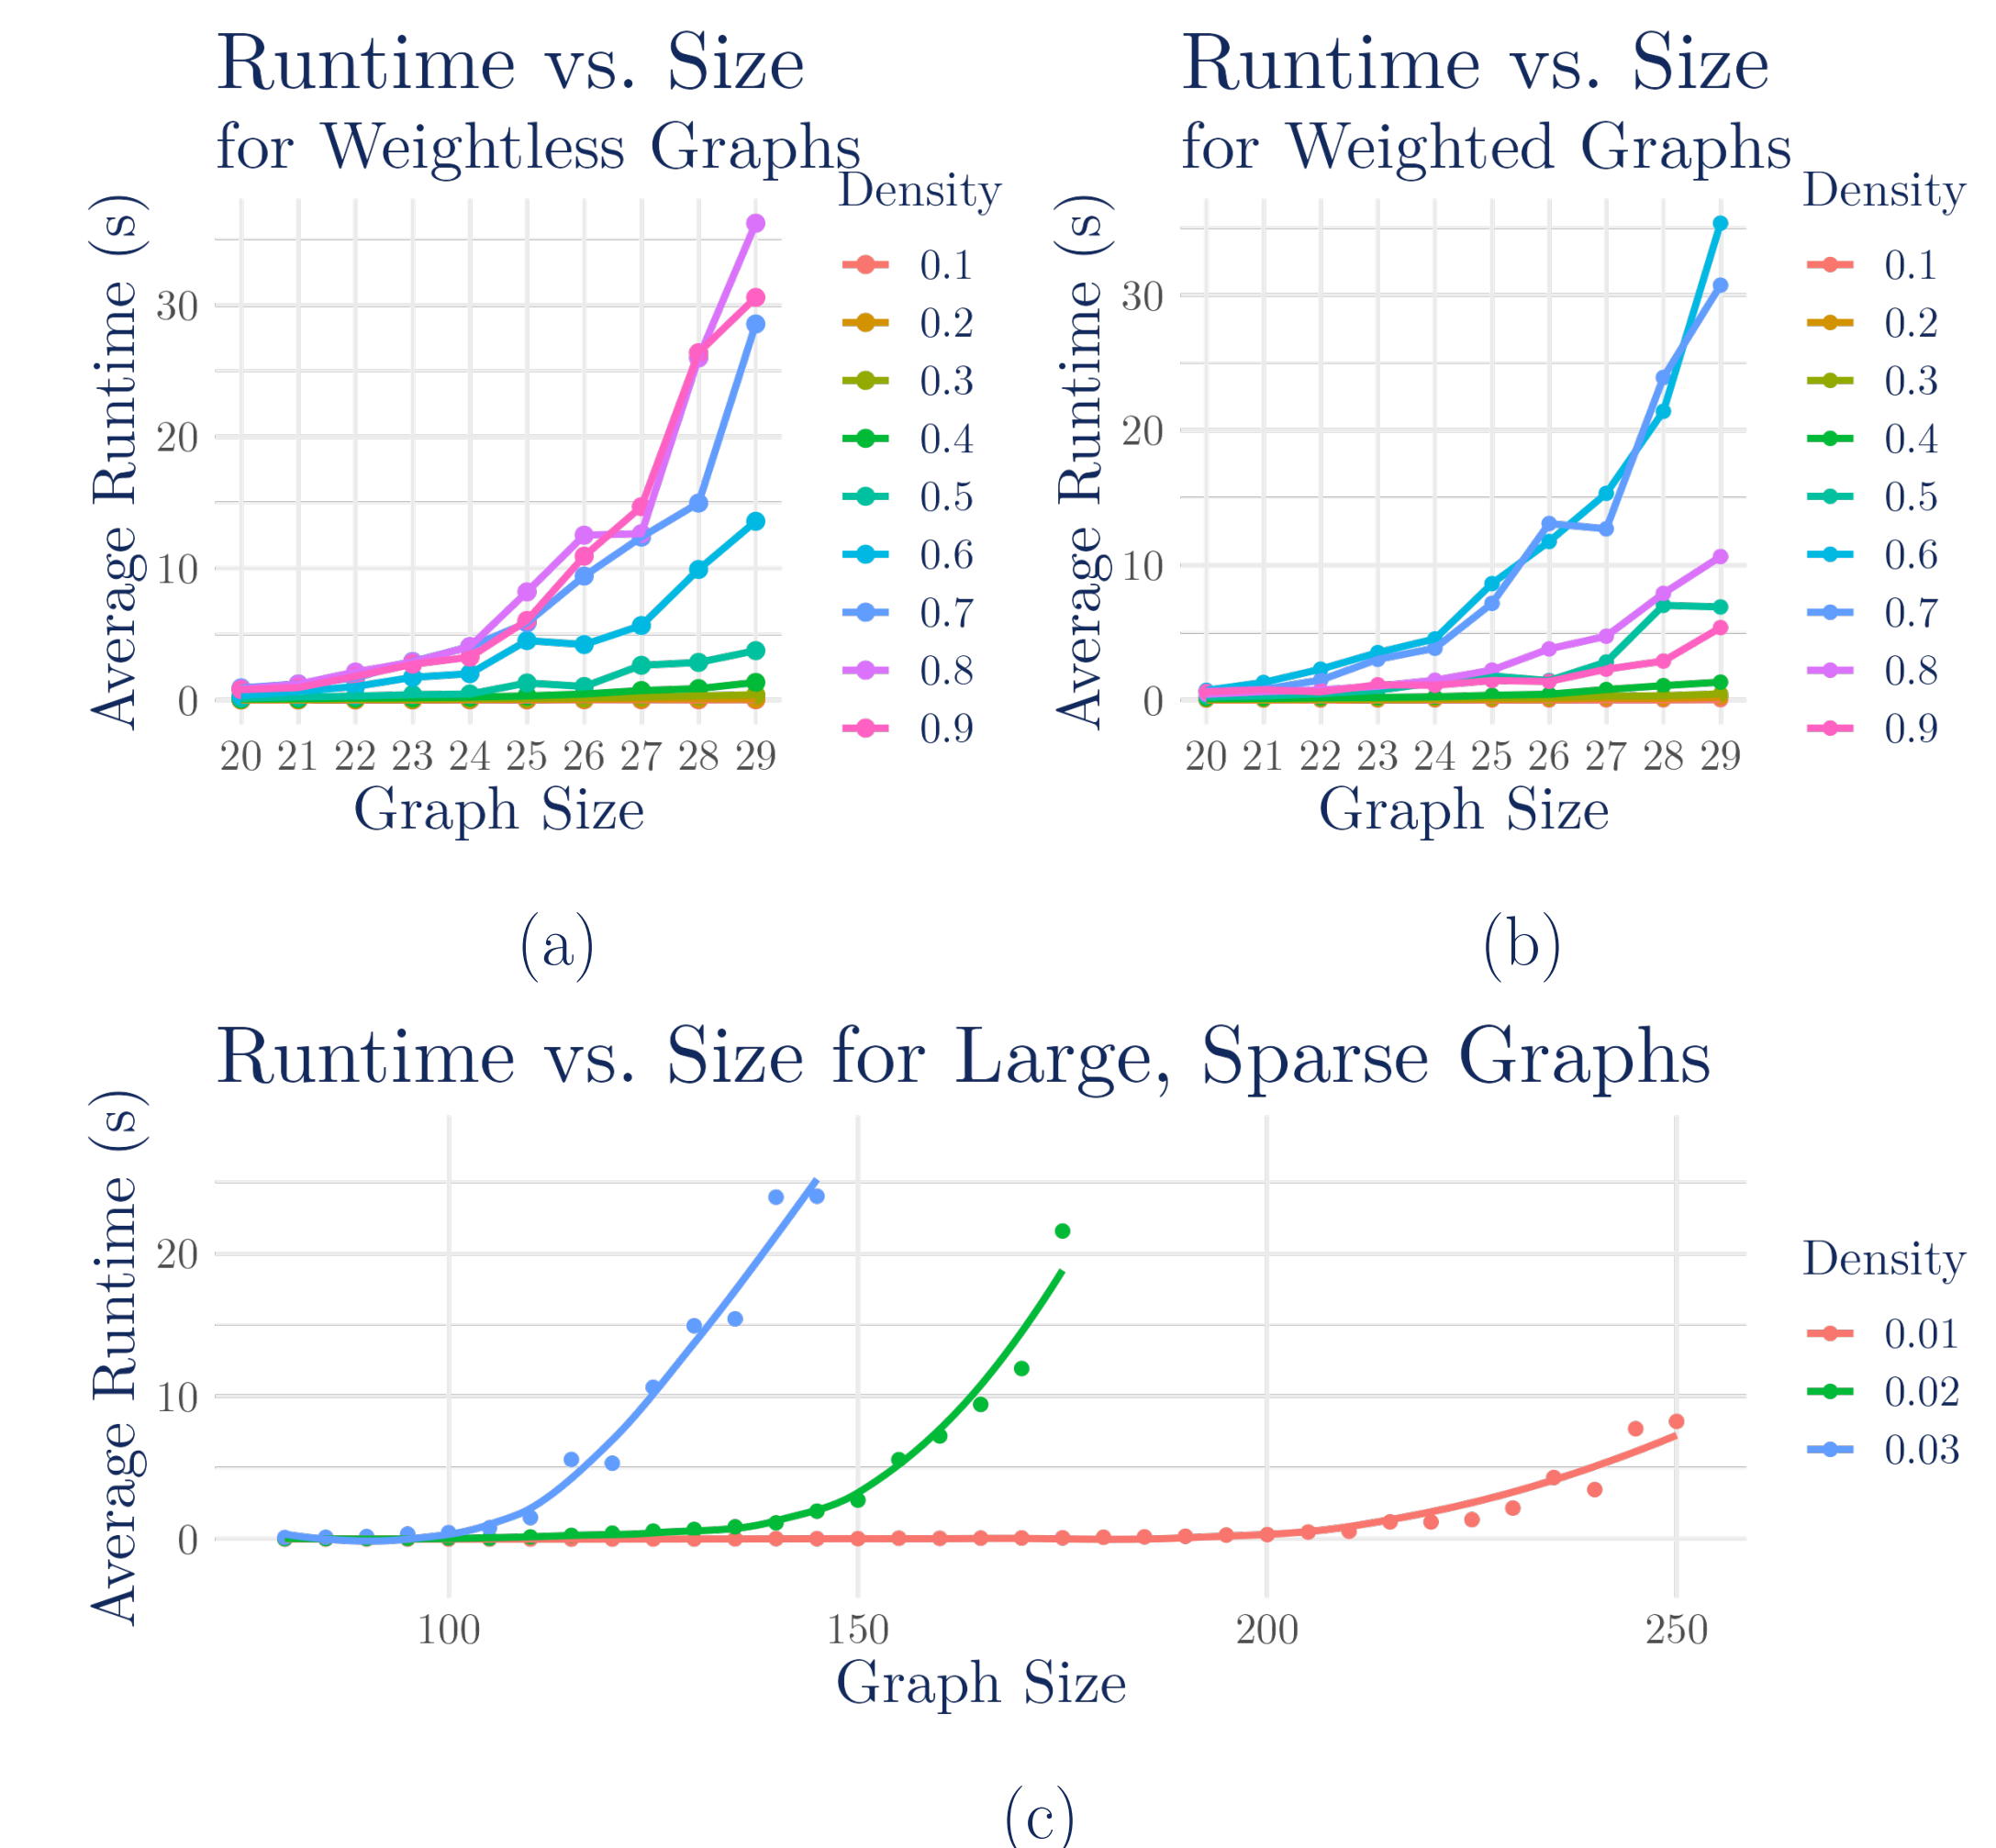 Runtime vs. Size
for Weightless Graphs
Average Runtime (s)
30
20
10
0
20 21 22 23 24 25 26 27 28 29
Graph Size
Density
0.1
0.2
0.3
0.4
0.5
0.6
0.7
0.8
0.9
(a)
Runtime vs. Size
for Weighted Graphs
Average Runtime (s)
30
20
10
0
20 21 22 23 24 25 26 27 28 29
Graph Size
Density
0.1
0.2
0.3
0.4
0.5
0.6
0.7
0.8
0.9
(b)
Runtime vs. Size for Large, Sparse Graphs
Average Runtime (s)
20
10
0
100 150 200 250
Graph Size
Density
0.01
0.02
0.03
(c)